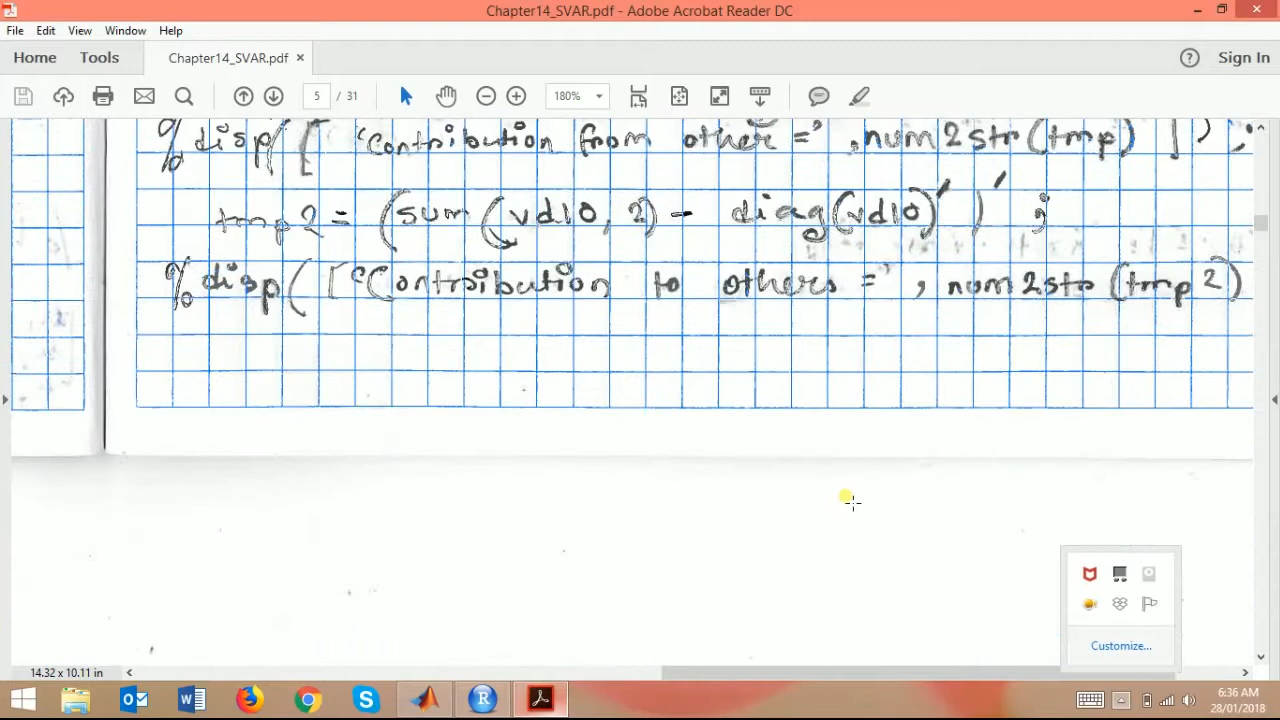 Chapter14_SVAR.pdf - Adobe Acrobat Reader DC
File Edit View Window Help
Home Tools Chapter14_SVAR.pdf × Sign In
5 / 31 180%
% disp( [ 'Contribution from other =' , num2str(tmp) ] ) ;
tmp2 = (sum (vd10, 2) - diag(vd10)' )' ;
% disp( [ 'Contribution to others =' , num2str(tmp2)
Customize...
14.32 x 10.11 in
6:36 AM
28/01/2018